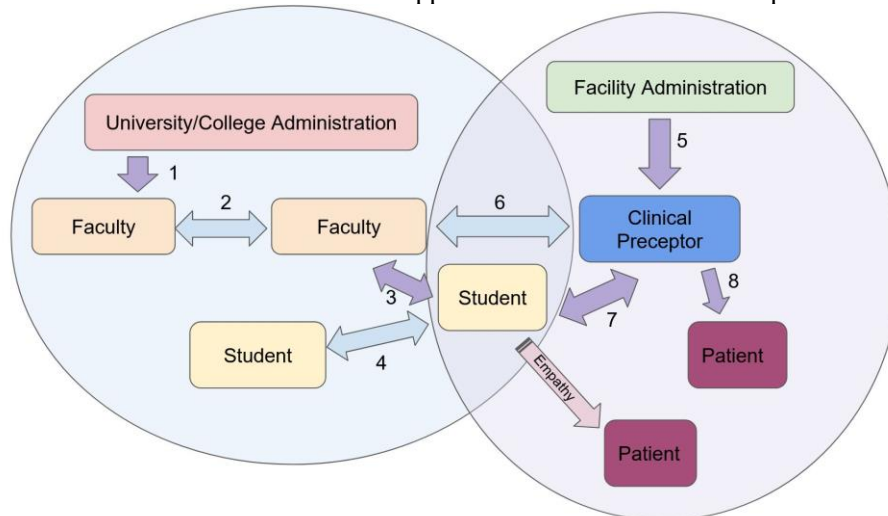 Facility Administration
University/College Administration
5
1
2
6
Faculty
Faculty
Clinical
Preceptor
3
Student
7
8
Student
4
Empathy
Patient
Patient